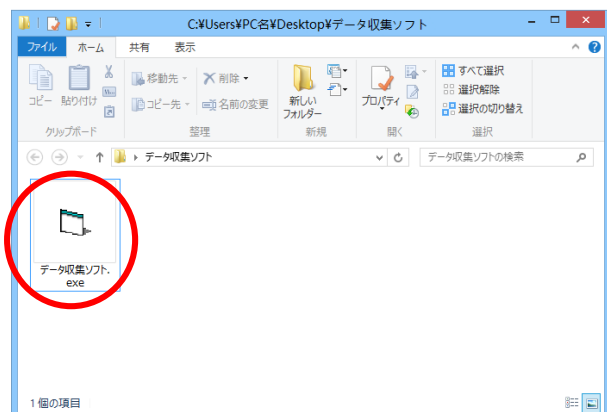 C:¥Users¥PC名¥Desktop¥データ収集ソフト
ファイル ホーム 共有 表示
コピー 貼り付け
移動先 削除
コピー先 名前の変更
新しい
フォルダー
プロパティ
すべて選択
選択解除
選択の切り替え
クリップボード 整理 新規 開く 選択
データ収集ソフト データ収集ソフトの検索
データ収集ソフト.
exe
1 個の項目